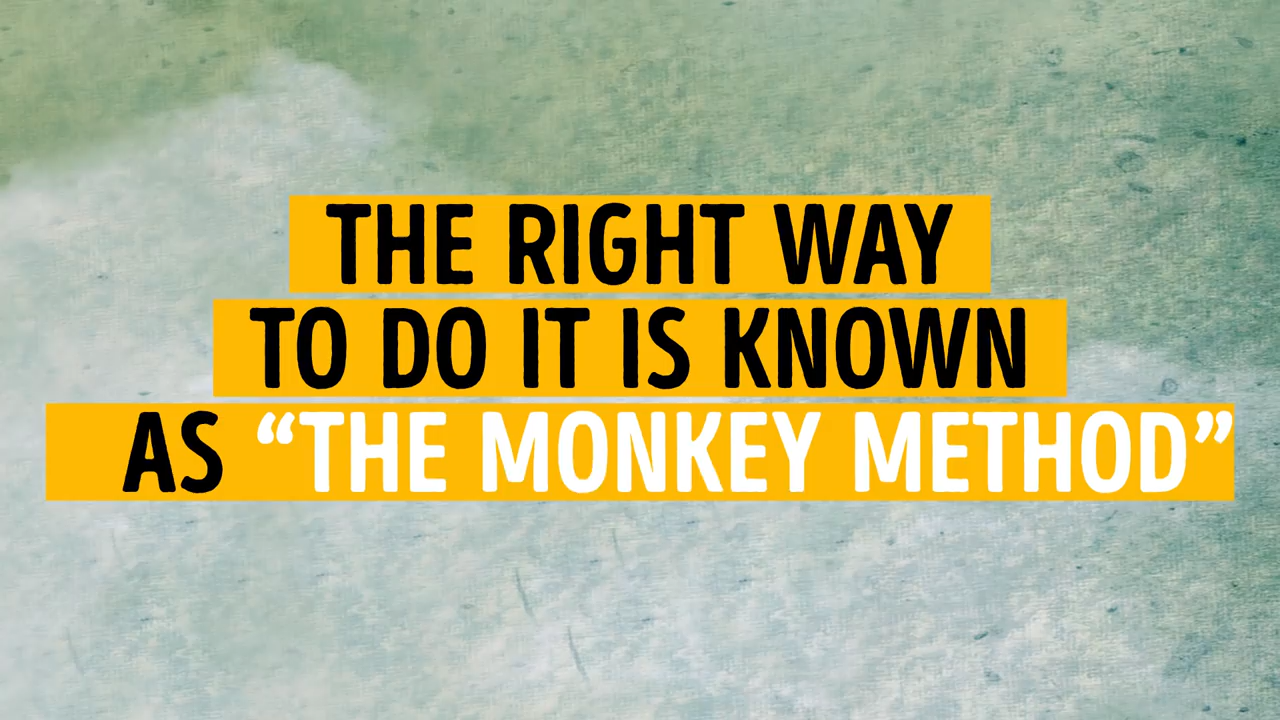 THE RIGHT WAY
TO DO IT IS KNOWN
AS “THE MONKEY METHOD”